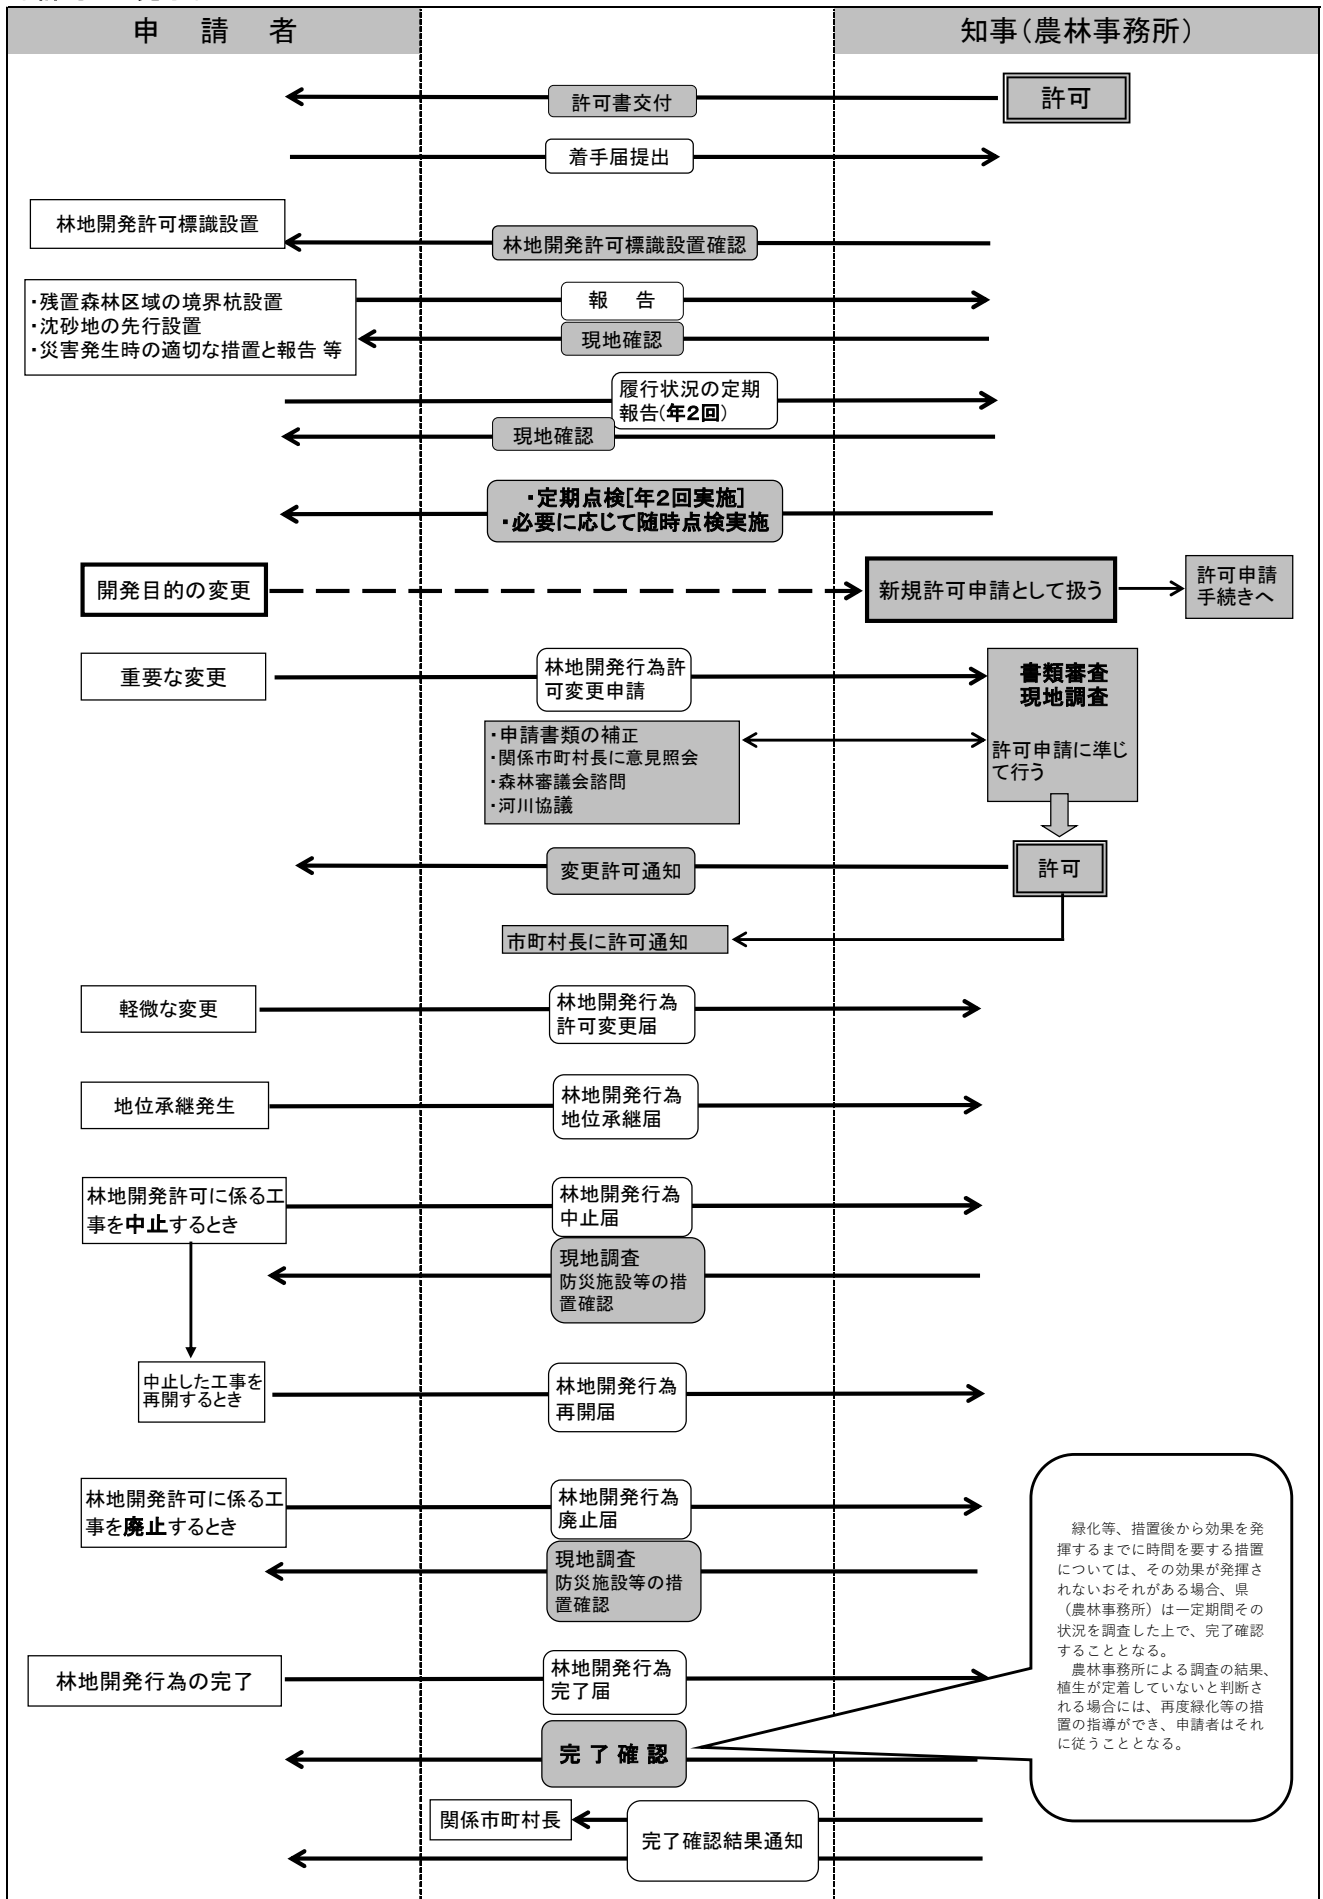 申 請 者
知事(農林事務所)
許可書交付
許可
着手届提出
林地開発許可標識設置
林地開発許可標識設置確認
・残置森林区域の境界杭設置
・沈砂地の先行設置
・災害発生時の適切な措置と報告 等
報 告
現地確認
履行状況の定期
報告(年2回)
現地確認
・定期点検[年2回実施]
・必要に応じて随時点検実施
開発目的の変更
新規許可申請として扱う
許可申請
手続きへ
重要な変更
林地開発行為許
可変更申請
書類審査
現地調査
許可申請に準じ
て行う
・申請書類の補正
・関係市町村長に意見照会
・森林審議会諮問
・河川協議
変更許可通知
許可
市町村長に許可通知
軽微な変更
林地開発行為
許可変更届
地位承継発生
林地開発行為
地位承継届
林地開発許可に係る工
事を中止するとき
林地開発行為
中止届
現地調査
防災施設等の措
置確認
中止した工事を
再開するとき
林地開発行為
再開届
林地開発許可に係る工
事を廃止するとき
林地開発行為
廃止届
現地調査
防災施設等の措
置確認
緑化等、措置後から効果を発
揮するまでに時間を要する措置
については、その効果が発揮さ
れないおそれがある場合、県
(農林事務所)は一定期間その
状況を調査した上で、完了確認
することとなる。
農林事務所による調査の結果、
植生が定着していないと判断さ
れる場合には、再度緑化等の措
置の指導ができ、申請者はそれ
に従うこととなる。
林地開発行為の完了
林地開発行為
完了届
完了確認
関係市町村長
完了確認結果通知